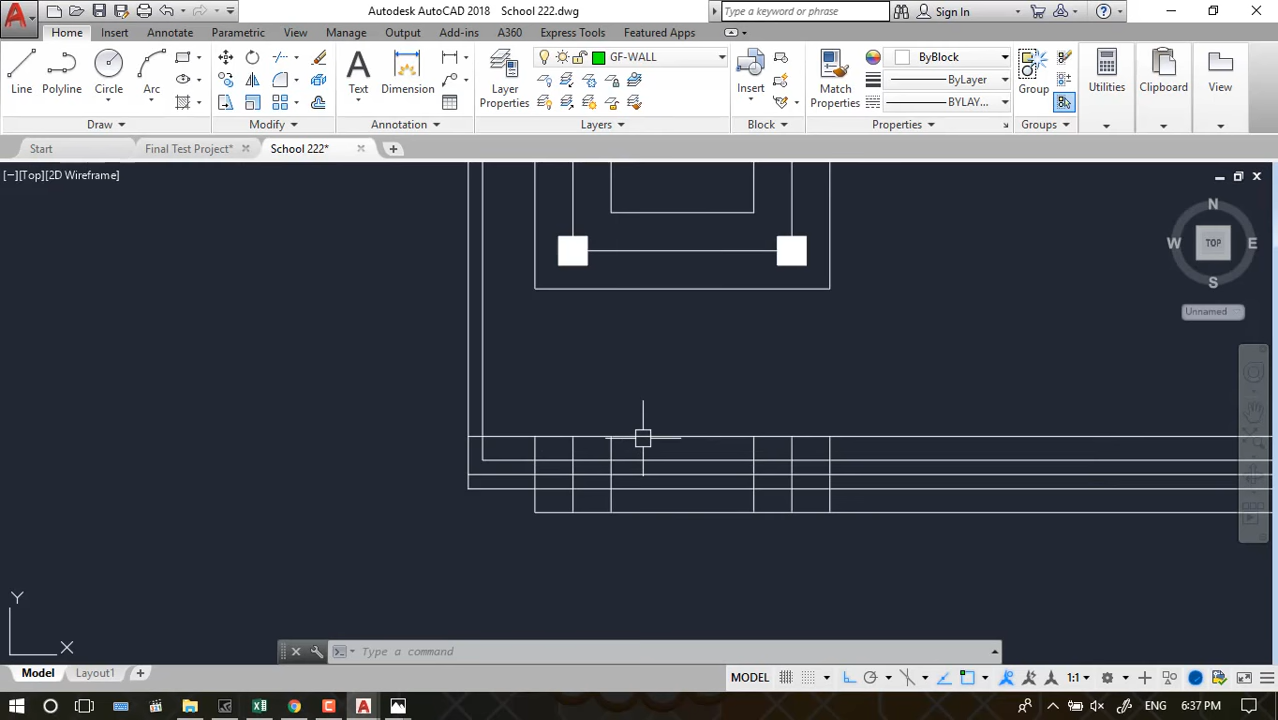 Autodesk AutoCAD 2018 School 222.dwg
Type a keyword or phrase
Sign In
Home Insert Annotate Parametric View Manage Output Add-ins A360 Express Tools Featured Apps
Line Polyline Circle Arc
Text Dimension
Layer Properties
GF-WALL
Insert
Match Properties
ByBlock
ByLayer
BYLAY...
Group
Utilities
Clipboard
View
Draw Modify Annotation Layers Block Properties Groups
Start Final Test Project* School 222*
[−][Top][2D Wireframe]
N
W TOP E
S
Unnamed
Y
X
Type a command
Model Layout1
MODEL 1:1
ENG 6:37 PM